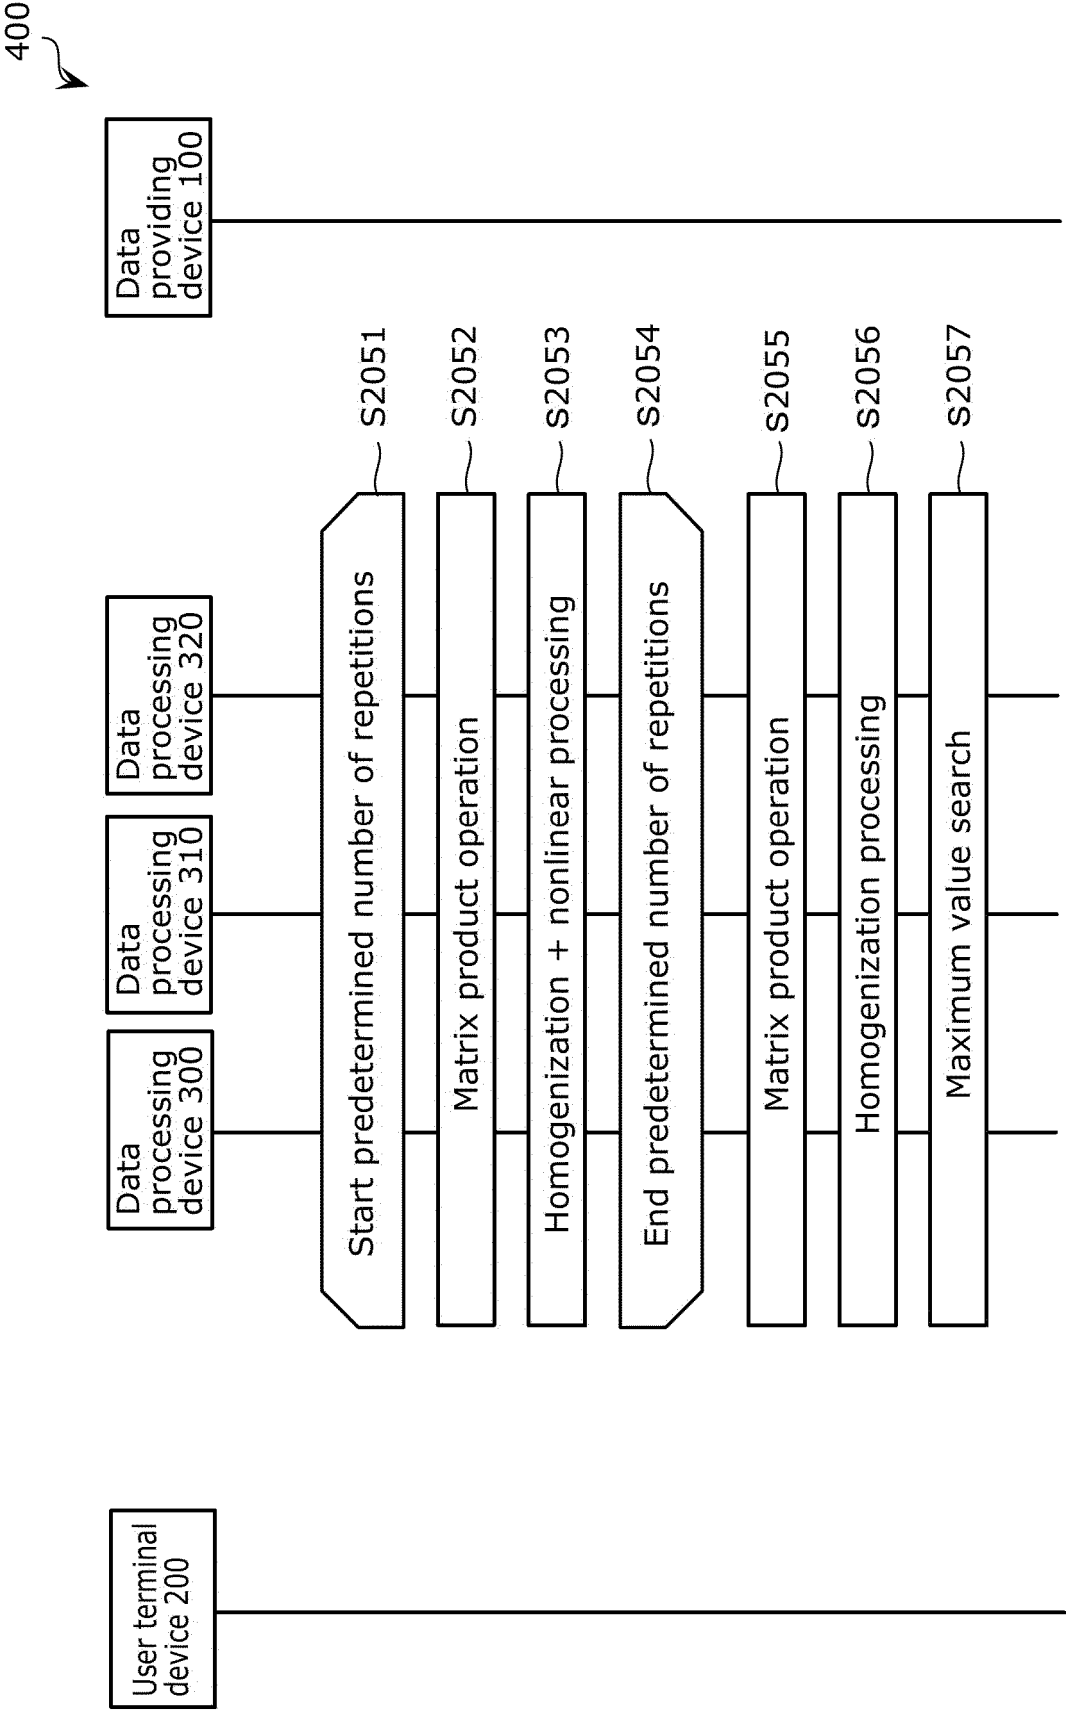 400
User terminal
device 200
Data
processing
device 300
Data
processing
device 310
Data
processing
device 320
Data
providing
device 100
Start predetermined number of repetitions
S2051
Matrix product operation
S2052
Homogenization + nonlinear processing
S2053
End predetermined number of repetitions
S2054
Matrix product operation
S2055
Homogenization processing
S2056
Maximum value search
S2057